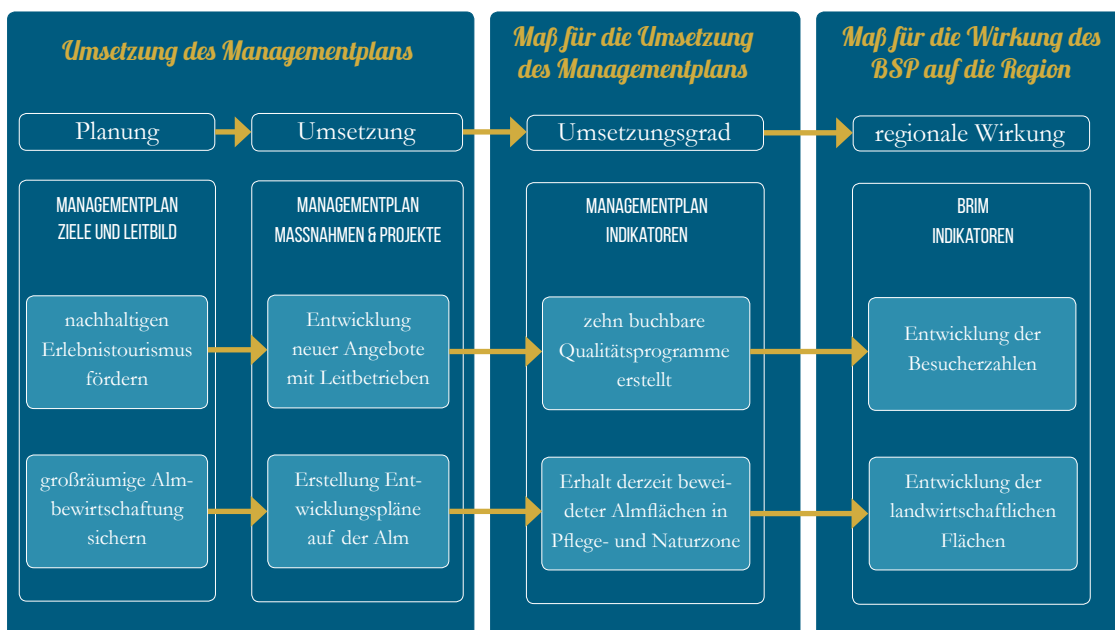 Umsetzung des Managementplans
Maß für die Umsetzung
des Managementplans
Maß für die Wirkung des
BSP auf die Region
Planung
Umsetzung
Umsetzungsgrad
regionale Wirkung
MANAGEMENTPLAN
ZIELE UND LEITBILD
MANAGEMENTPLAN
MASSNAHMEN & PROJEKTE
MANAGEMENTPLAN
INDIKATOREN
BRIM
INDIKATOREN
nachhaltigen
Erlebnistourismus
fördern
Entwicklung
neuer Angebote
mit Leitbetrieben
zehn buchbare
Qualitätsprogramme
erstellt
Entwicklung der
Besucherzahlen
großräumige Alm-
bewirtschaftung
sichern
Erstellung Ent-
wicklungspläne
auf der Alm
Erhalt derzeit bewei-
deter Almflächen in
Pflege- und Naturzone
Entwicklung der
landwirtschaftlichen
Flächen